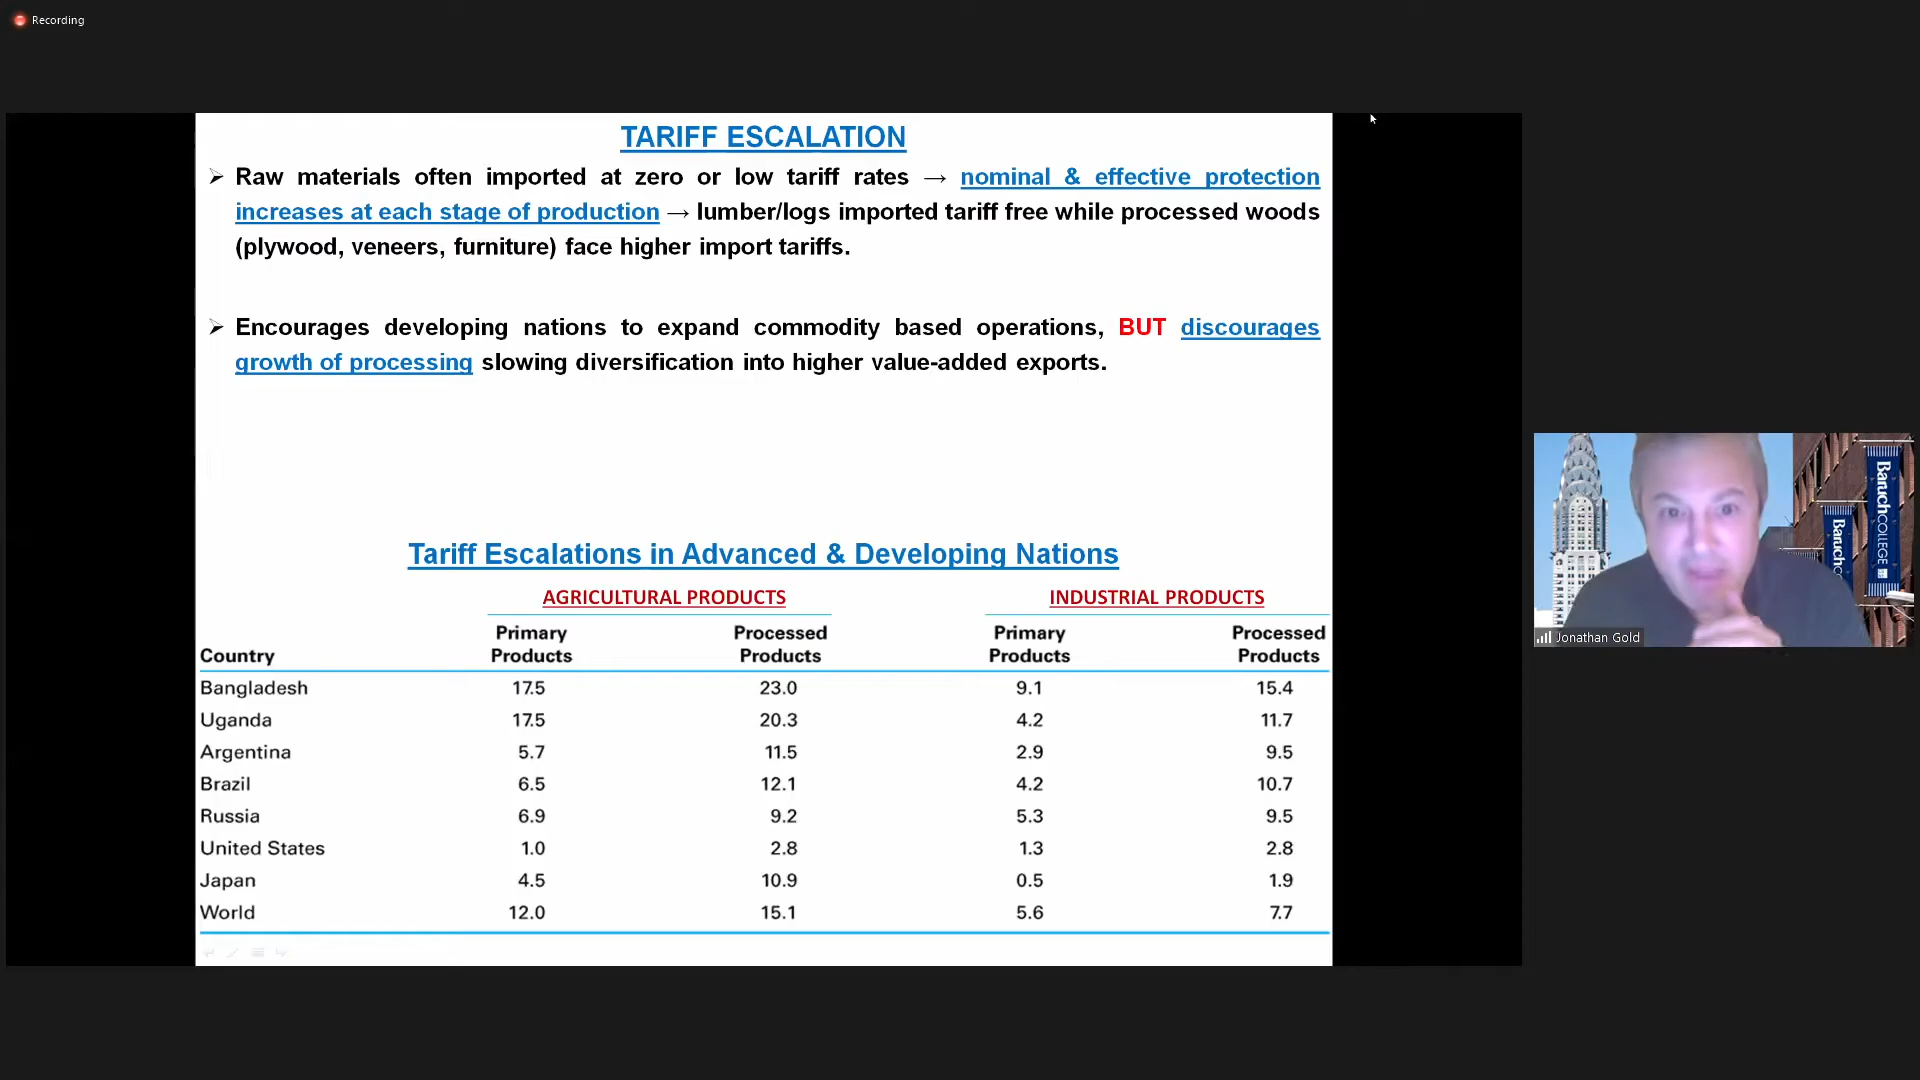 Recording
TARIFF ESCALATION
➢ Raw materials often imported at zero or low tariff rates → nominal & effective protection
increases at each stage of production → lumber/logs imported tariff free while processed woods
(plywood, veneers, furniture) face higher import tariffs.
➢ Encourages developing nations to expand commodity based operations, BUT discourages
growth of processing slowing diversification into higher value-added exports.
Tariff Escalations in Advanced & Developing Nations
AGRICULTURAL PRODUCTS INDUSTRIAL PRODUCTS
Primary Processed Primary Processed
Country Products Products Products Products
Bangladesh 17.5 23.0 9.1 15.4
Uganda 17.5 20.3 4.2 11.7
Argentina 5.7 11.5 2.9 9.5
Brazil 6.5 12.1 4.2 10.7
Russia 6.9 9.2 5.3 9.5
United States 1.0 2.8 1.3 2.8
Japan 4.5 10.9 0.5 1.9
World 12.0 15.1 5.6 7.7
Baruch COLLEGE
Baruch
Jonathan Gold